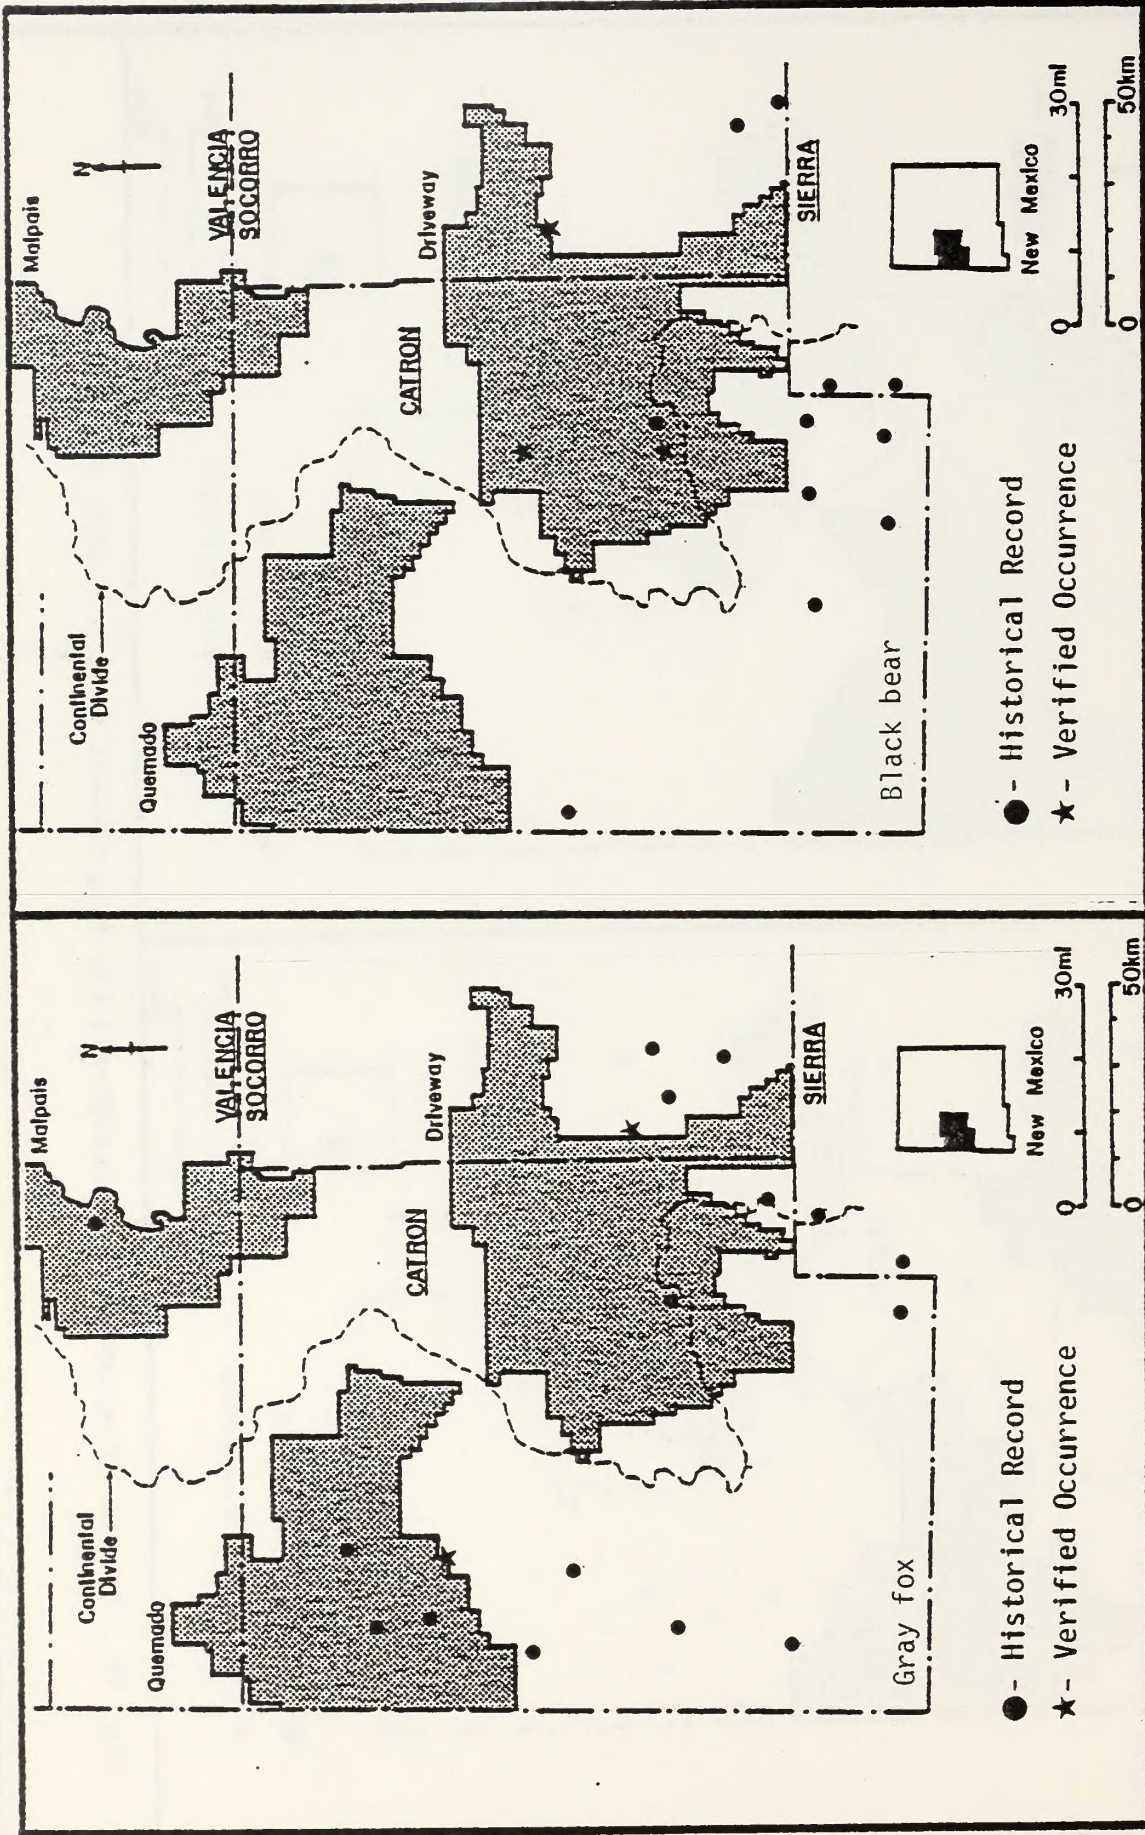 Malpais
N
Continental
Divide
VALENCIA
SOCORRO
Quemado
CATRON
Driveway
SIERRA
Gray fox
● - Historical Record
★ - Verified Occurrence
New Mexico
0 30mi
0 50km
Malpais
N
Continental
Divide
VALENCIA
SOCORRO
Quemado
CATRON
Driveway
SIERRA
Black bear
● - Historical Record
★ - Verified Occurrence
New Mexico
0 30mi
0 50km